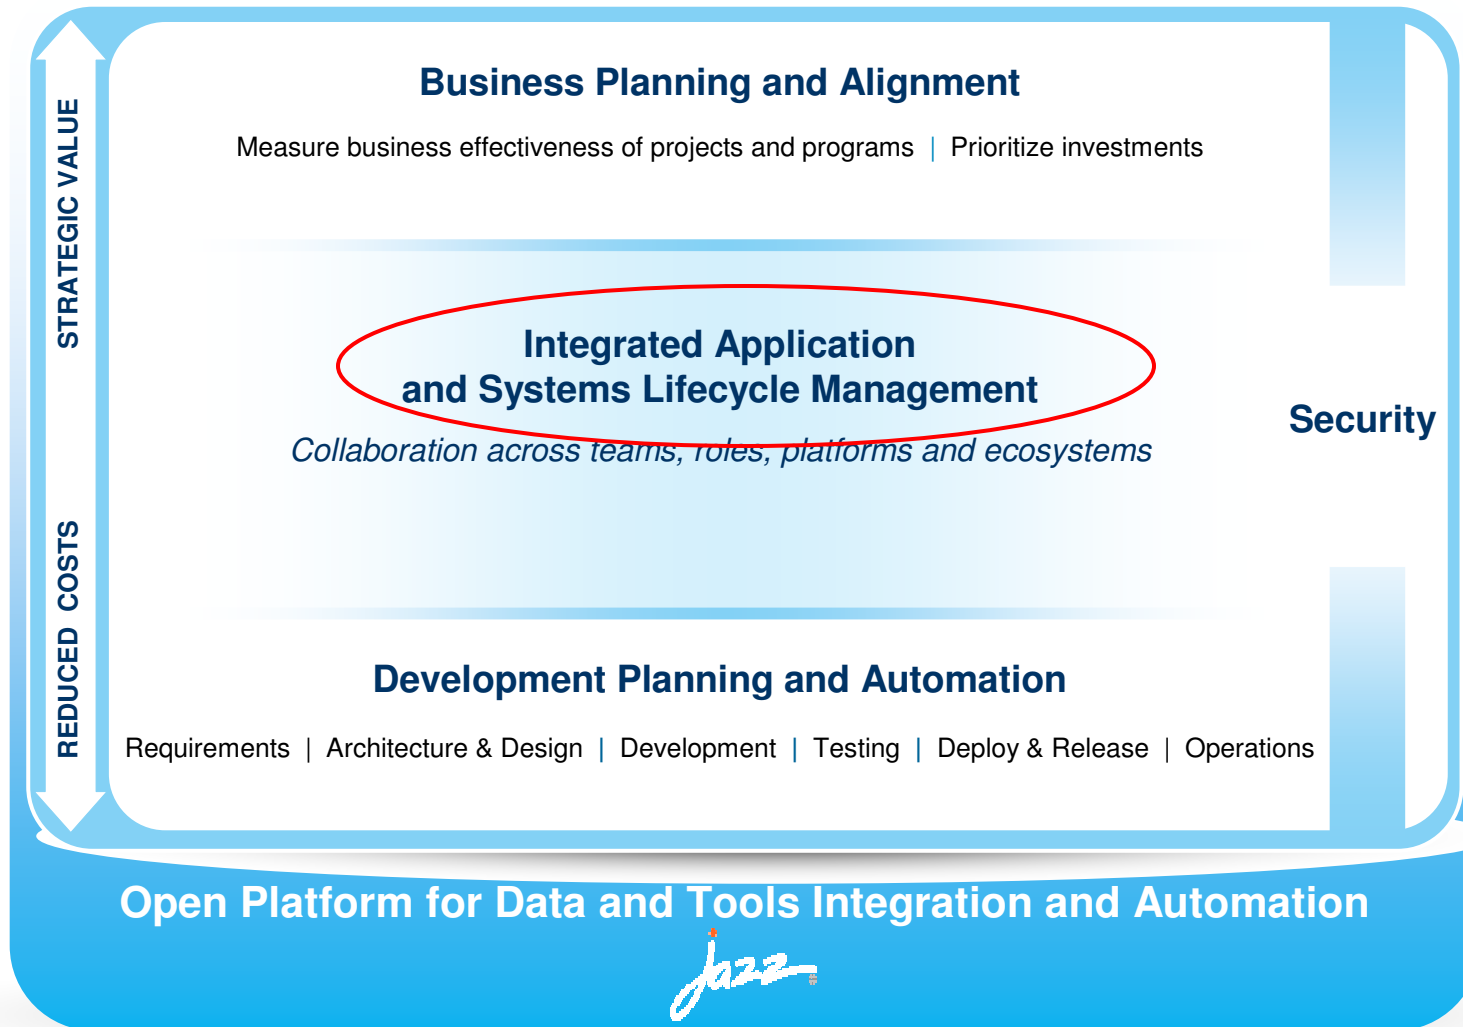 Business Planning and Alignment
Measure business effectiveness of projects and programs | Prioritize investments
STRATEGIC VALUE
Integrated Application
and Systems Lifecycle Management
Collaboration across teams, roles, platforms and ecosystems
Security
REDUCED COSTS
Development Planning and Automation
Requirements | Architecture & Design | Development | Testing | Deploy & Release | Operations
Open Platform for Data and Tools Integration and Automation
jazz